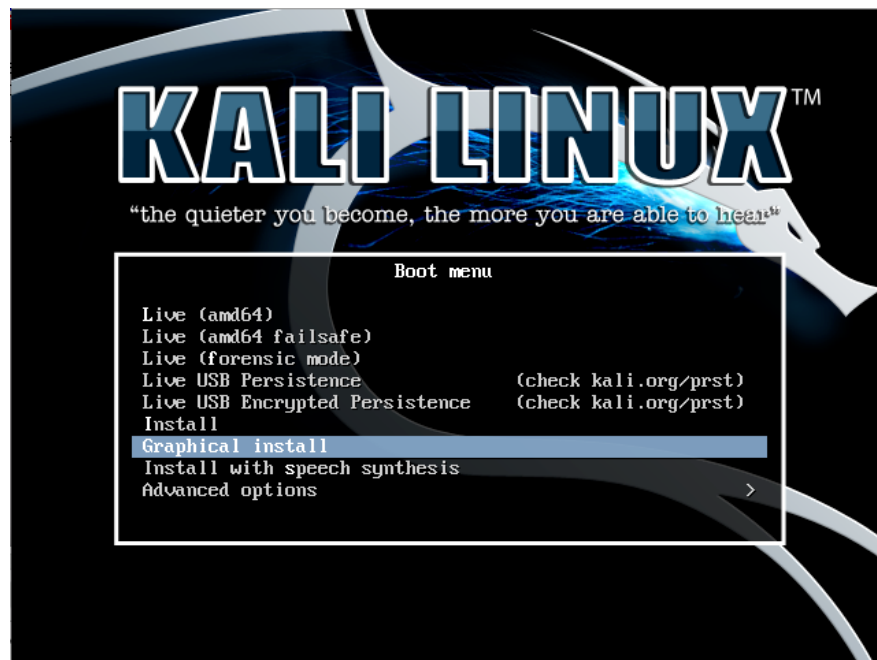 KALI LINUX™
“the quieter you become, the more you are able to hear”
Boot menu
Live (amd64)
Live (amd64 failsafe)
Live (forensic mode)
Live USB Persistence (check kali.org/prst)
Live USB Encrypted Persistence (check kali.org/prst)
Install
Graphical install
Install with speech synthesis
Advanced options >